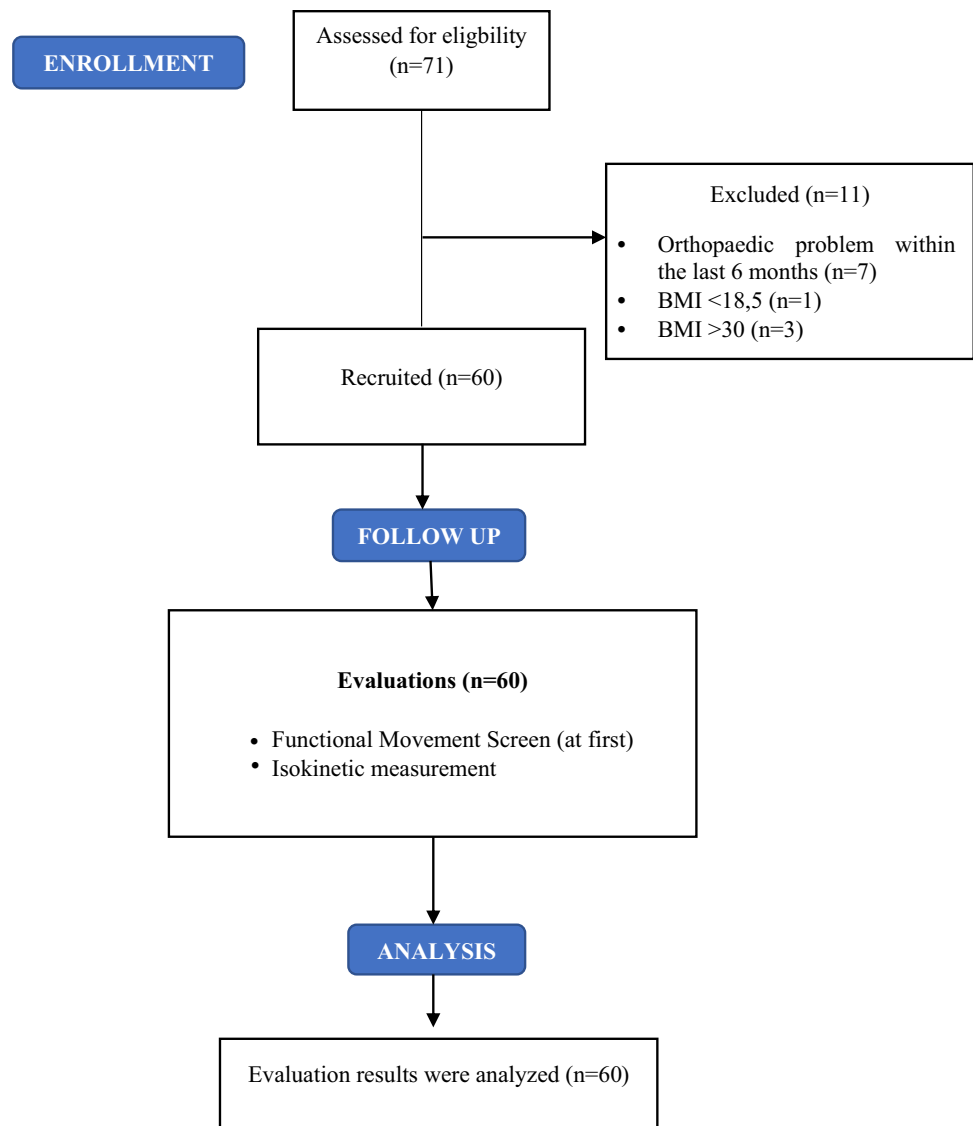 ENROLLMENT
Assessed for eligbility
(n=71)
Excluded (n=11)
• Orthopaedic problem within
the last 6 months (n=7)
• BMI <18,5 (n=1)
• BMI >30 (n=3)
Recruited (n=60)
FOLLOW UP
Evaluations (n=60)
• Functional Movement Screen (at first)
• Isokinetic measurement
ANALYSIS
Evaluation results were analyzed (n=60)